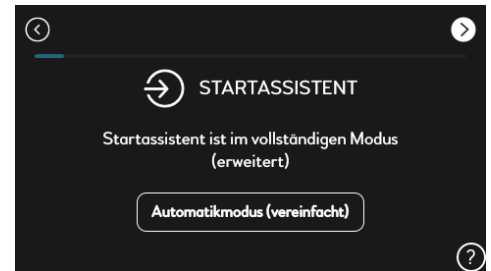 STARTASSISTENT
Startassistent ist im vollständigen Modus
(erweitert)
Automatikmodus (vereinfacht)
?